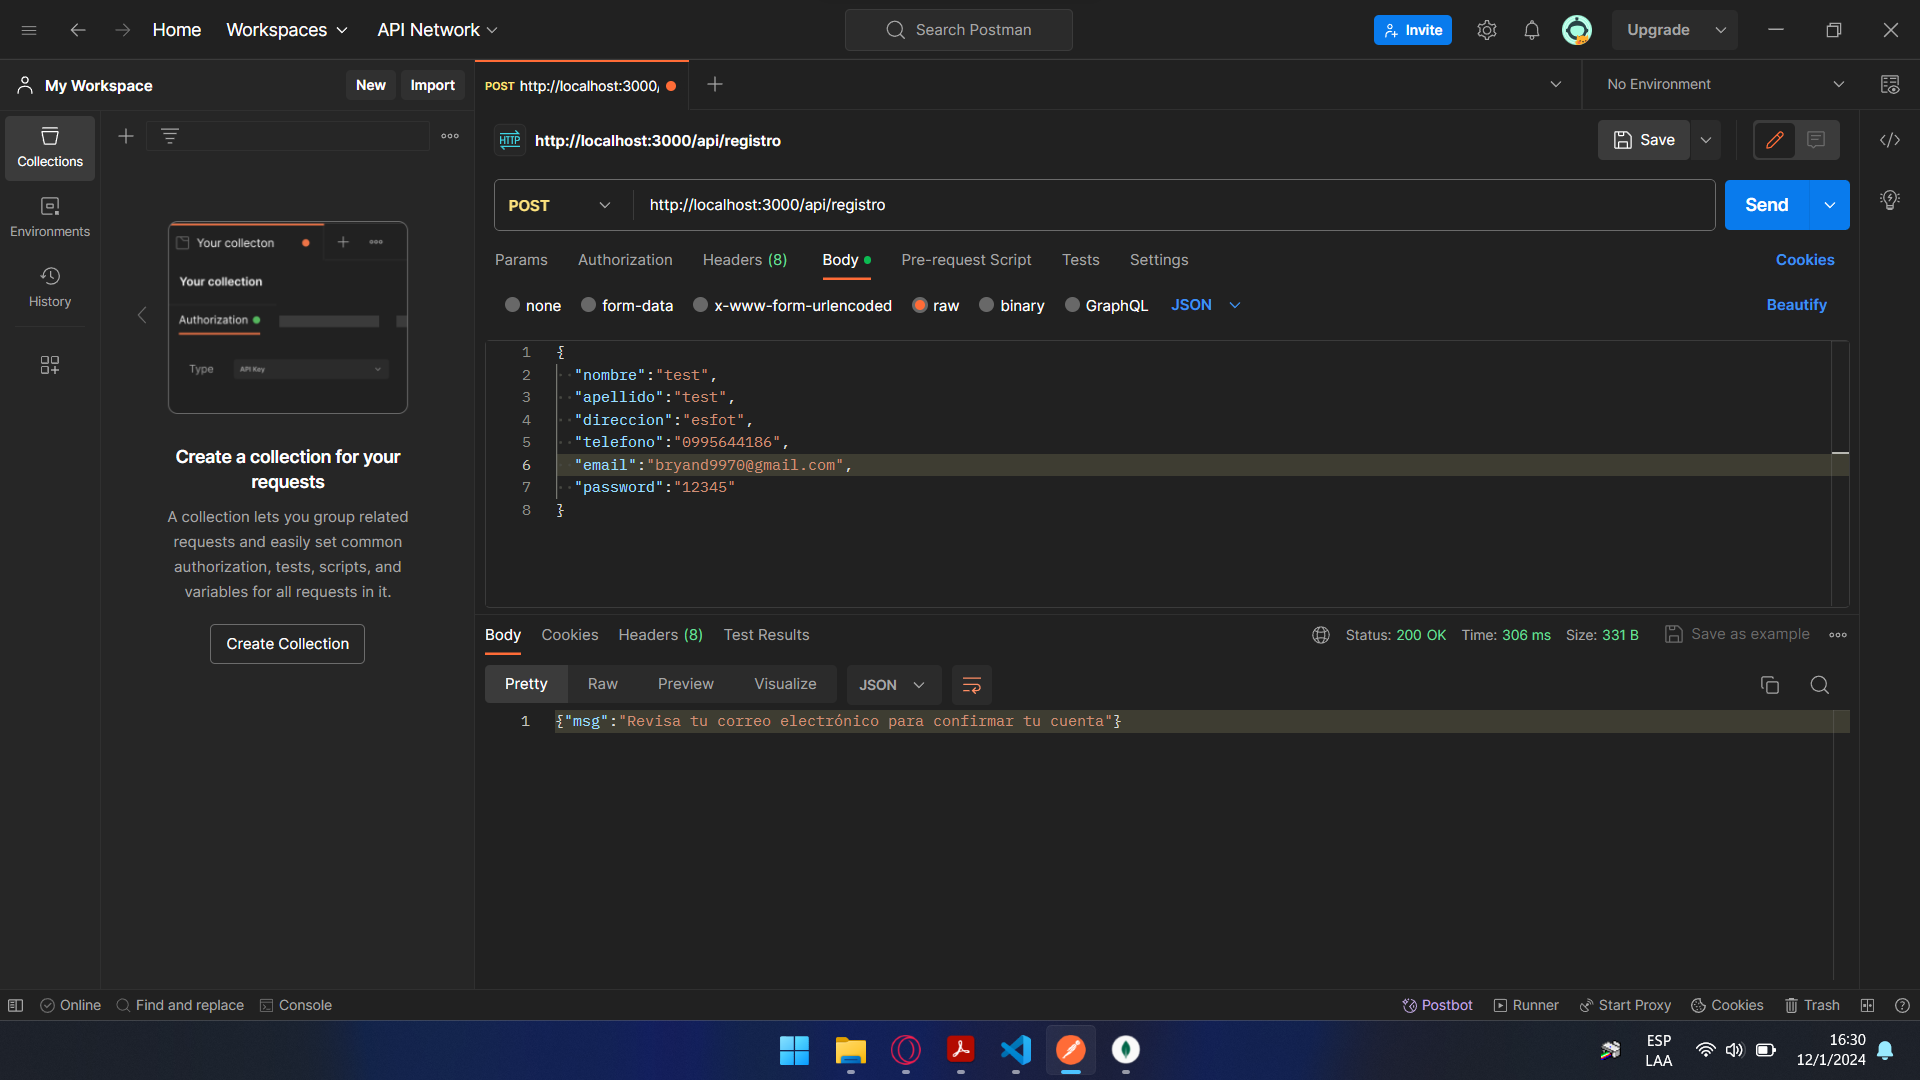 Home
Workspaces
API Network
Search Postman
Invite
Upgrade
My Workspace
New
Import
POST http://localhost:3000/
No Environment
Collections
Environments
History
Your collecton
Your collection
Authorization
Type
API Key
Create a collection for your
requests
A collection lets you group related
requests and easily set common
authorization, tests, scripts, and
variables for all requests in it.
Create Collection
HTTP
http://localhost:3000/api/registro
Save
POST
http://localhost:3000/api/registro
Send
Params
Authorization
Headers (8)
Body
Pre-request Script
Tests
Settings
Cookies
none
form-data
x-www-form-urlencoded
raw
binary
GraphQL
JSON
Beautify
1 {
2 "nombre":"test",
3 "apellido":"test",
4 "direccion":"esfot",
5 "telefono":"0995644186",
6 "email":"bryand9970@gmail.com",
7 "password":"12345"
8 }
Body
Cookies
Headers (8)
Test Results
Status: 200 OK
Time: 306 ms
Size: 331 B
Save as example
Pretty
Raw
Preview
Visualize
JSON
1 {"msg":"Revisa tu correo electrónico para confirmar tu cuenta"}
Online
Find and replace
Console
Postbot
Runner
Start Proxy
Cookies
Trash
ESP
LAA
16:30
12/1/2024